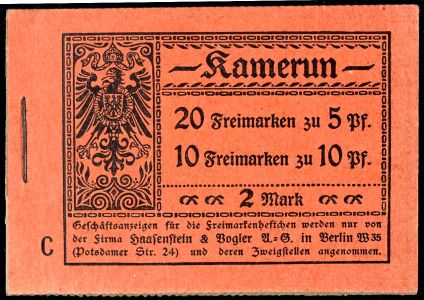 — Kamerun —
20 Freimarken zu 5 Pf.
10 Freimarken zu 10 Pf.
2 Mark
Geschäftsanzeigen für die Freimarkenheftchen werden nur von
der Firma Haasenstein & Vogler A.=G. in Berlin W 35
(Potsdamer Str. 24) und deren Zweigstellen angenommen.
C